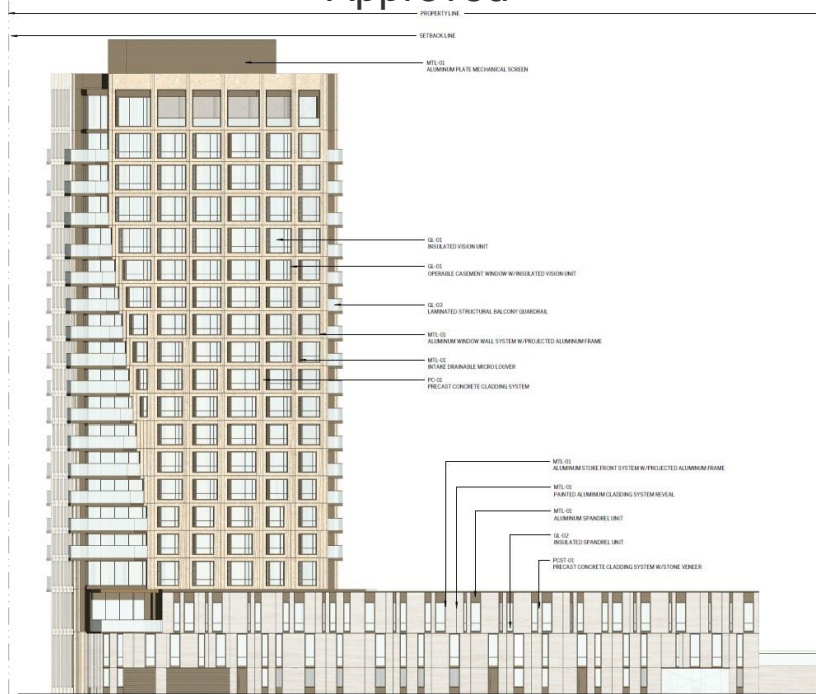 Approved
PROPERTY LINE
SETBACK LINE
MTL-01
ALUMINUM PLATE MECHANICAL SCREEN
GL-01
INSULATED VISION UNIT
GL-01
OPERABLE CASEMENT WINDOW W/INSULATED VISION UNIT
GL-03
LAMINATED STRUCTURAL BALCONY GUARDRAIL
MTL-01
ALUMINUM WINDOW WALL SYSTEM W/PROJECTED ALUMINUM FRAME
MTL-01
INTAKE DRAINABLE MICRO LOUVER
PC-01
PRECAST CONCRETE CLADDING SYSTEM
MTL-01
ALUMINUM STORE FRONT SYSTEM W/PROJECTED ALUMINUM FRAME
MTL-01
PAINTED ALUMINUM CLADDING SYSTEM REVEAL
MTL-01
ALUMINUM SPANDREL UNIT
GL-02
INSULATED SPANDREL UNIT
PCST-01
PRECAST CONCRETE CLADDING SYSTEM W/STONE VENEER